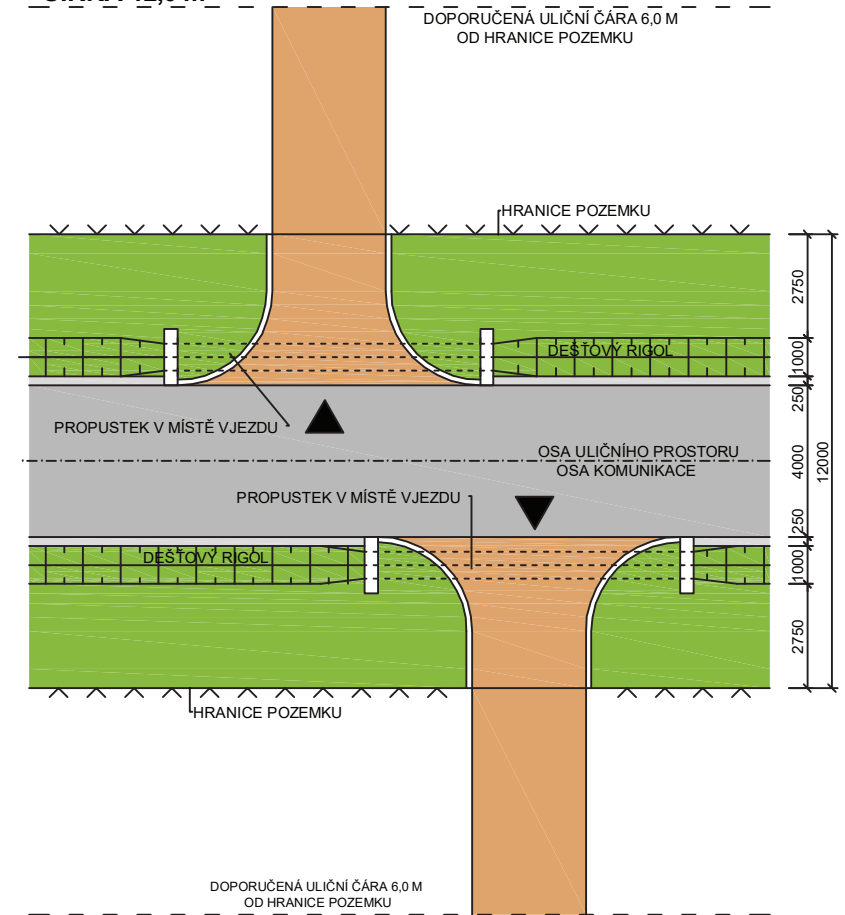 DOPORUČENÁ ULIČNÍ ČÁRA 6,0 M
OD HRANICE POZEMKU
HRANICE POZEMKU
2750
DEŠŤOVÝ RIGOL
1000
250
PROPUSTEK V MÍSTĚ VJEZDU
OSA ULIČNÍHO PROSTORU
OSA KOMUNIKACE
4000
12000
PROPUSTEK V MÍSTĚ VJEZDU
250
DEŠŤOVÝ RIGOL
1000
2750
HRANICE POZEMKU
DOPORUČENÁ ULIČNÍ ČÁRA 6,0 M
OD HRANICE POZEMKU